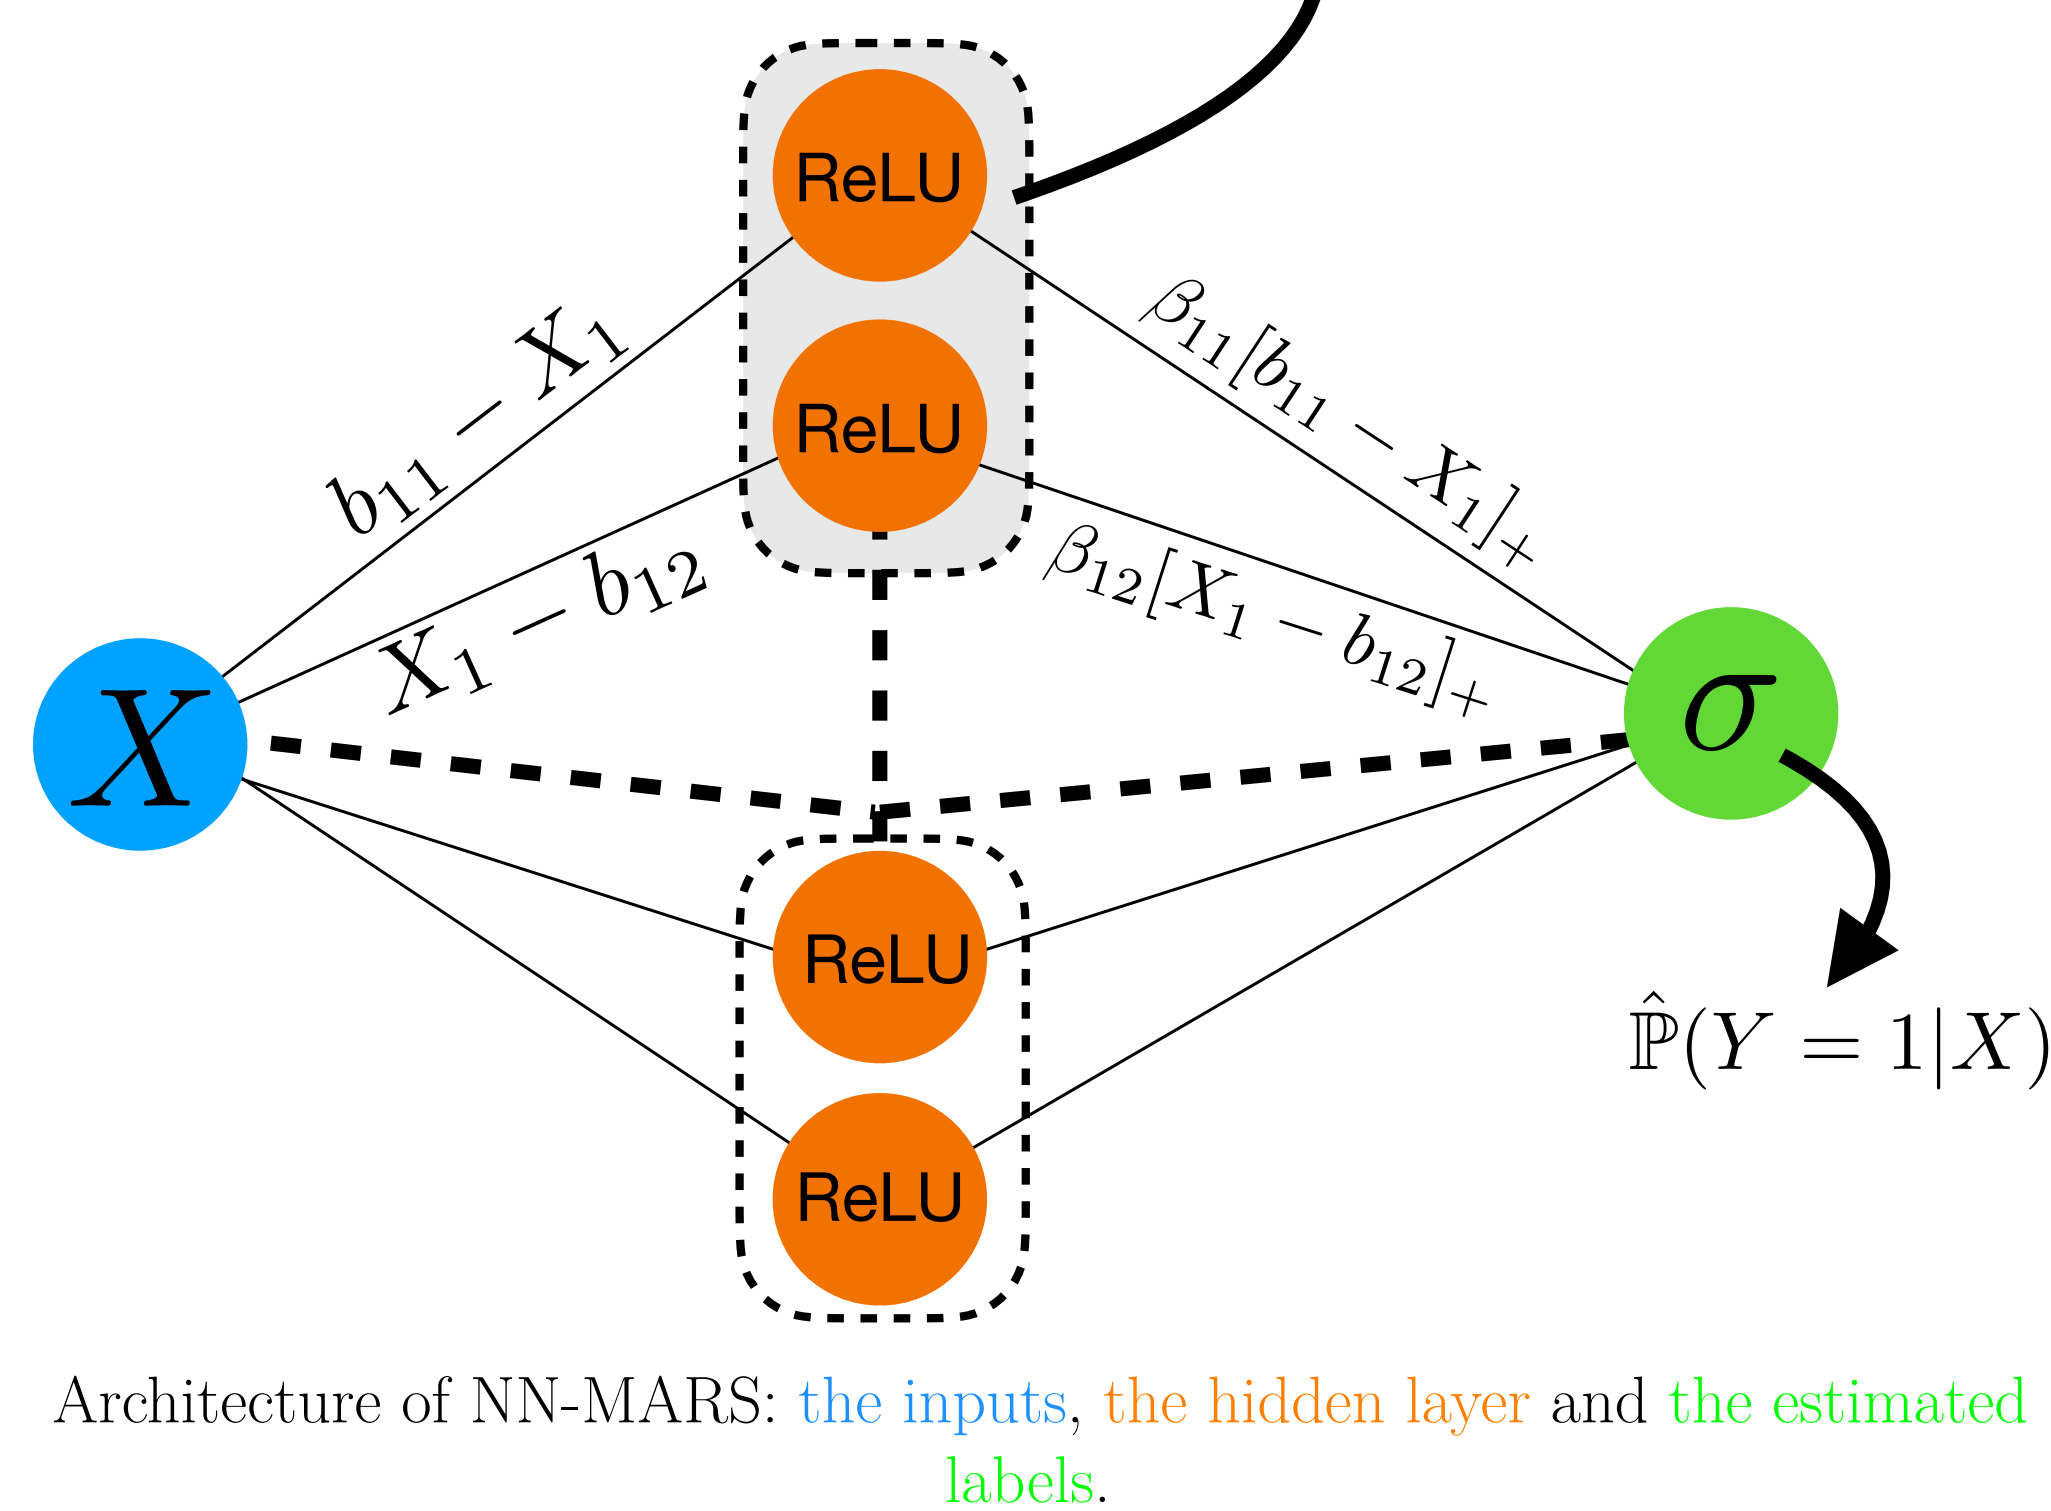 ReLU
b₁₁ − X₁
β₁₁[b₁₁ − X₁]₊
ReLU
X₁ − b₁₂
β₁₂[X₁ − b₁₂]₊
X
σ
ReLU
P̂(Y = 1|X)
ReLU
Architecture of NN-MARS: the inputs, the hidden layer and the estimated
labels.